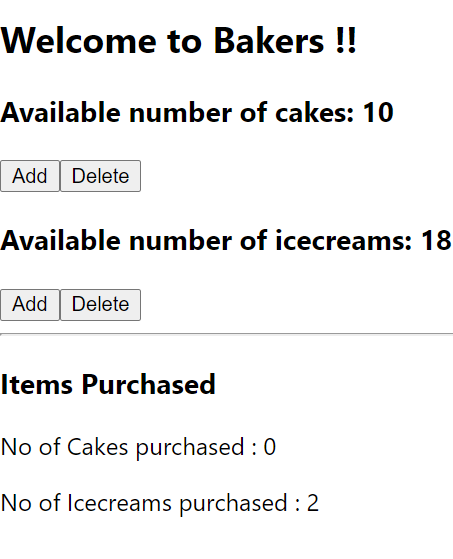 Welcome to Bakers !!
Available number of cakes: 10
Add Delete
Available number of icecreams: 18
Add Delete
Items Purchased
No of Cakes purchased : 0
No of Icecreams purchased : 2